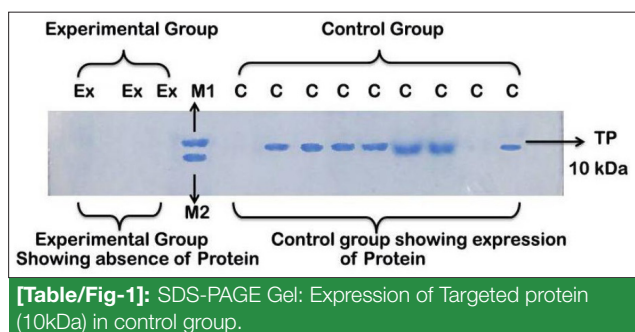 Experimental Group Control Group
Ex Ex Ex M1 C C C C C C C C C
TP
10 kDa
M2
Experimental Group
Showing absence of Protein
Control group showing expression
of Protein
[Table/Fig-1]: SDS-PAGE Gel: Expression of Targeted protein
(10kDa) in control group.